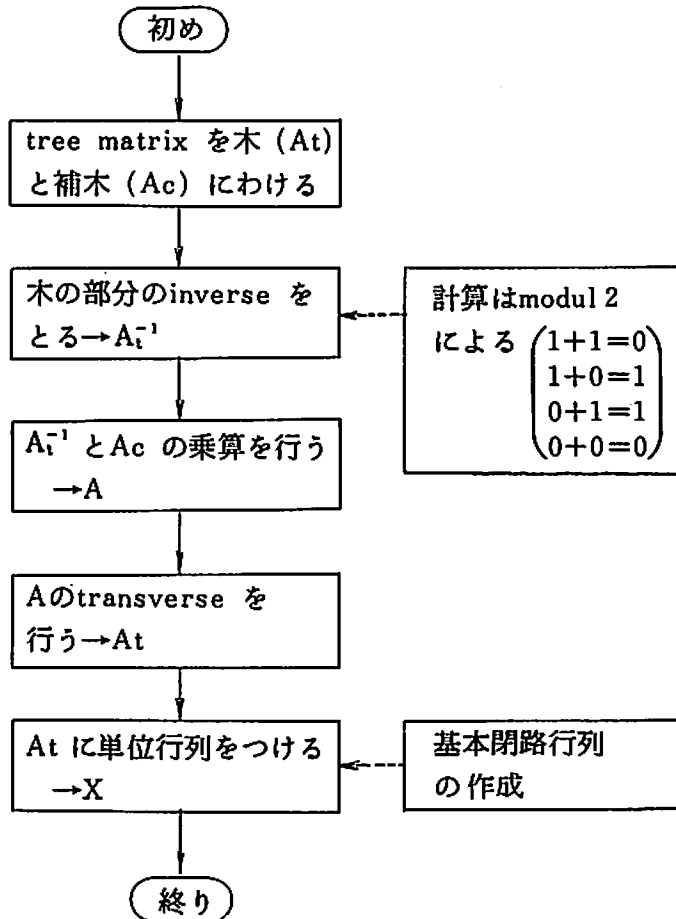 初め
tree matrix を木 (At)
と補木 (Ac) にわける
木の部分のinverse を
とる→A_t^{-1}
計算はmodul 2
による (1+1=0
1+0=1
0+1=1
0+0=0)
A_t^{-1} とAc の乗算を行う
→A
Aのtransverse を
行う→At
At に単位行列をつける
→X
基本閉路行列
の作成
終り